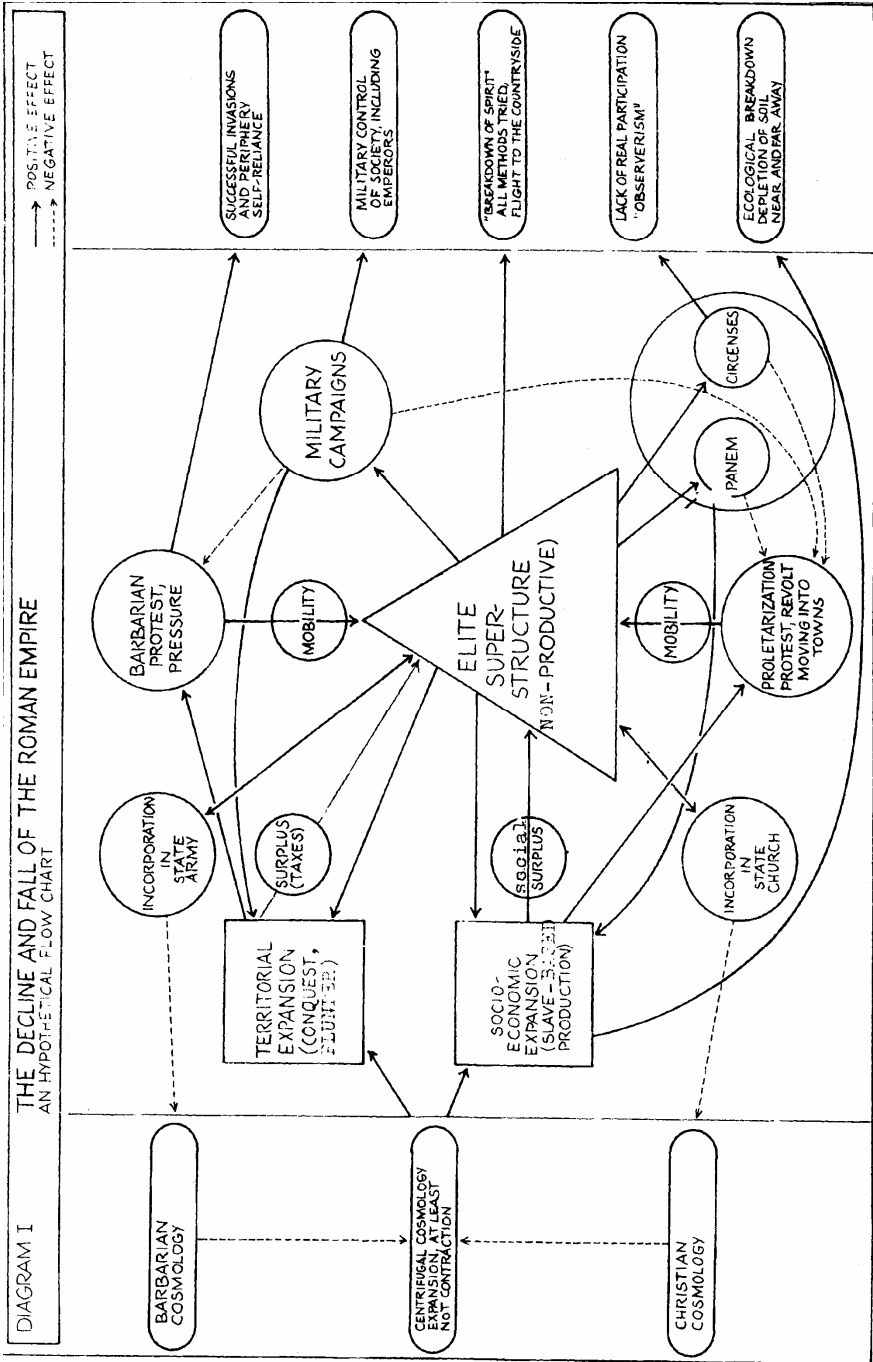 DIAGRAM I
THE DECLINE AND FALL OF THE ROMAN EMPIRE
AN HYPOTHETICAL FLOW CHART
POSITIVE EFFECT
NEGATIVE EFFECT
BARBARIAN
COSMOLOGY
CENTRIFUGAL COSMOLOGY
EXPANSION, AT LEAST
NOT CONTRACTION
CHRISTIAN
COSMOLOGY
INCORPORATION
IN
STATE
ARMY
TERRITORIAL
EXPANSION
(CONQUEST,
PLUNDER)
SURPLUS
(TAXES)
SOCIO-
ECONOMIC
EXPANSION
(SLAVE-BASED
PRODUCTION)
social
SURPLUS
INCORPORATION
IN
STATE
CHURCH
BARBARIAN
PROTEST,
PRESSURE
MOBILITY
ELITE
SUPER-
STRUCTURE
NON-PRODUCTIVE)
MOBILITY
PROLETARIZATION
PROTEST, REVOLT
MOVING INTO
TOWNS
MILITARY
CAMPAIGNS
PANEM
CIRCENSES
SUCCESSFUL INVASIONS
AND PERIPHERY
SELF-RELIANCE
MILITARY CONTROL
OF SOCIETY, INCLUDING
EMPERORS
"BREAKDOWN OF SPIRIT"
ALL METHODS TRIED,
FLIGHT TO THE COUNTRYSIDE
LACK OF REAL PARTICIPATION
"OBSERVERISM"
ECOLOGICAL BREAKDOWN
DEPLETION OF SOIL
NEAR AND FAR AWAY